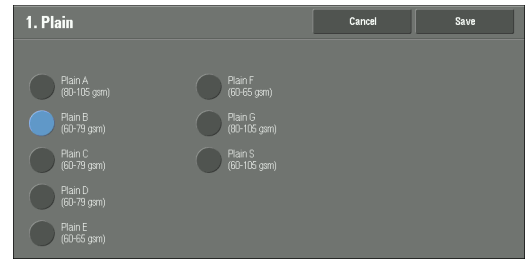 1. Plain
Cancel
Save
Plain A
(80-105 gsm)
Plain B
(60-79 gsm)
Plain C
(60-79 gsm)
Plain D
(60-79 gsm)
Plain E
(60-65 gsm)
Plain F
(60-65 gsm)
Plain G
(80-105 gsm)
Plain S
(60-105 gsm)